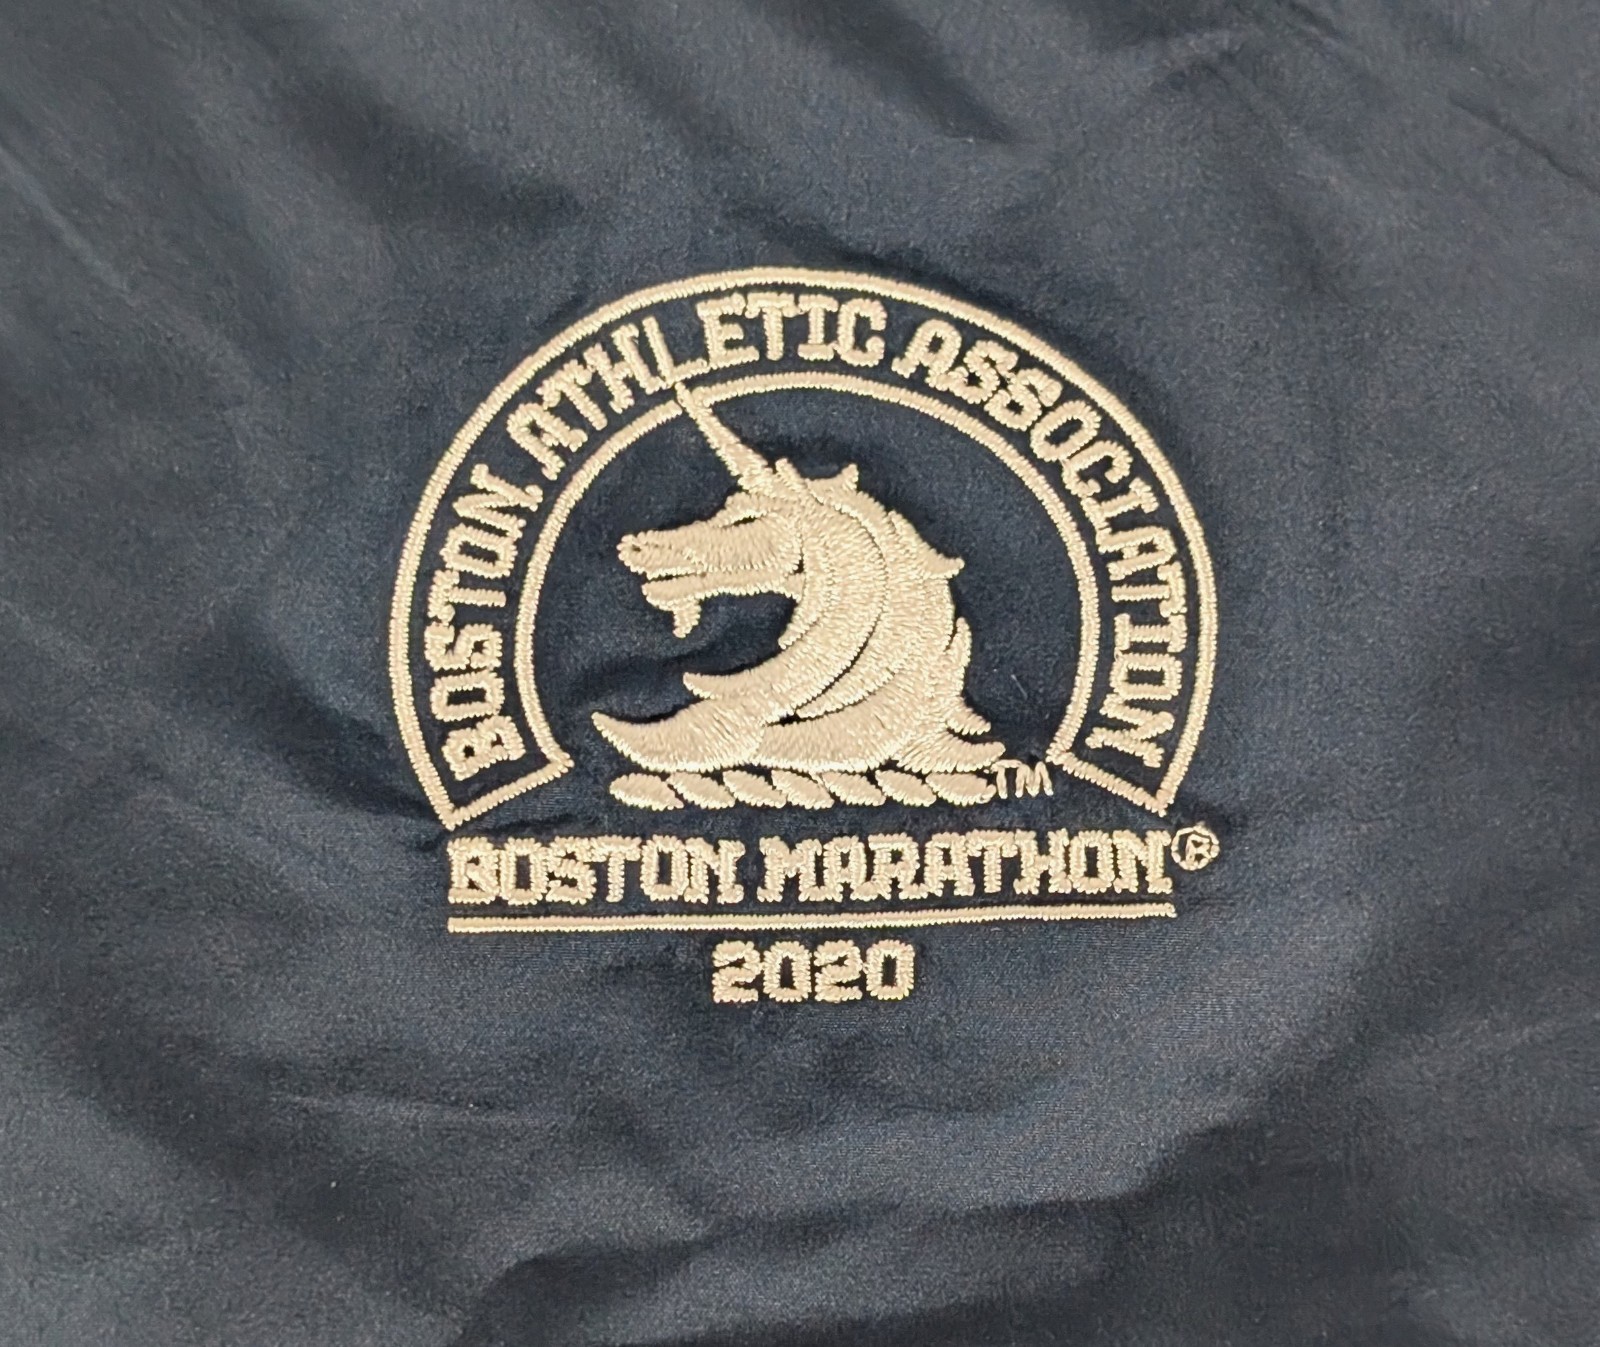 BOSTON ATHLETIC ASSOCIATION
TM
BOSTON MARATHON®
2020